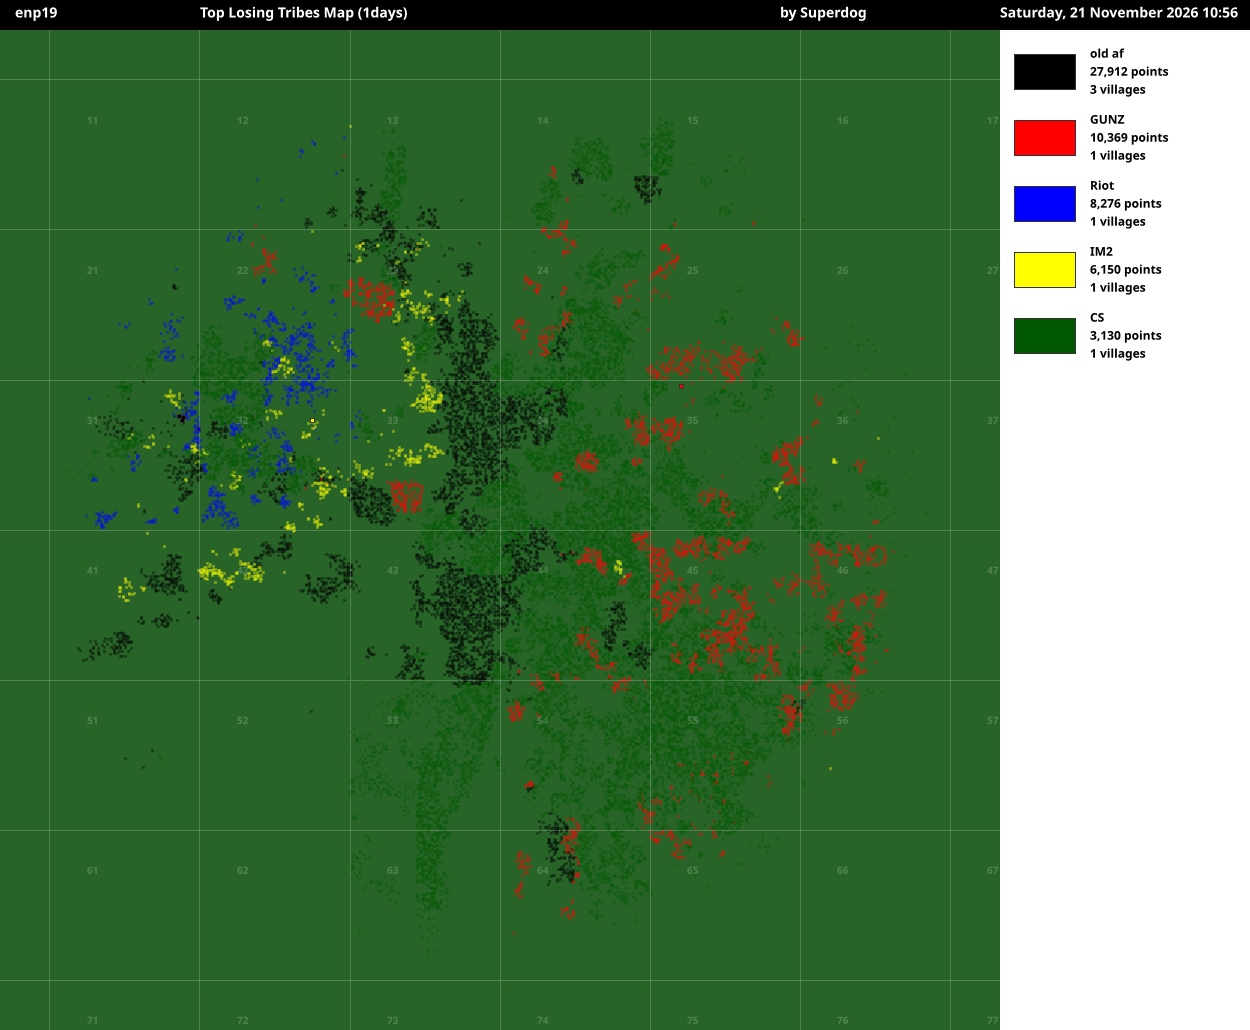 enp19 Top Losing Tribes Map (1days) by Superdog Saturday, 21 November 2026 10:56
old af
27,912 points
3 villages
GUNZ
10,369 points
1 villages
Riot
8,276 points
1 villages
IM2
6,150 points
1 villages
CS
3,130 points
1 villages
11 12 13 14 15 16 17
21 22 23 24 25 26 27
31 32 33 35 37
41 43 44 45 46 47
51 52 53 54 55 56 57
61 62 63 64 65 66 67
71 72 73 74 75 76 77